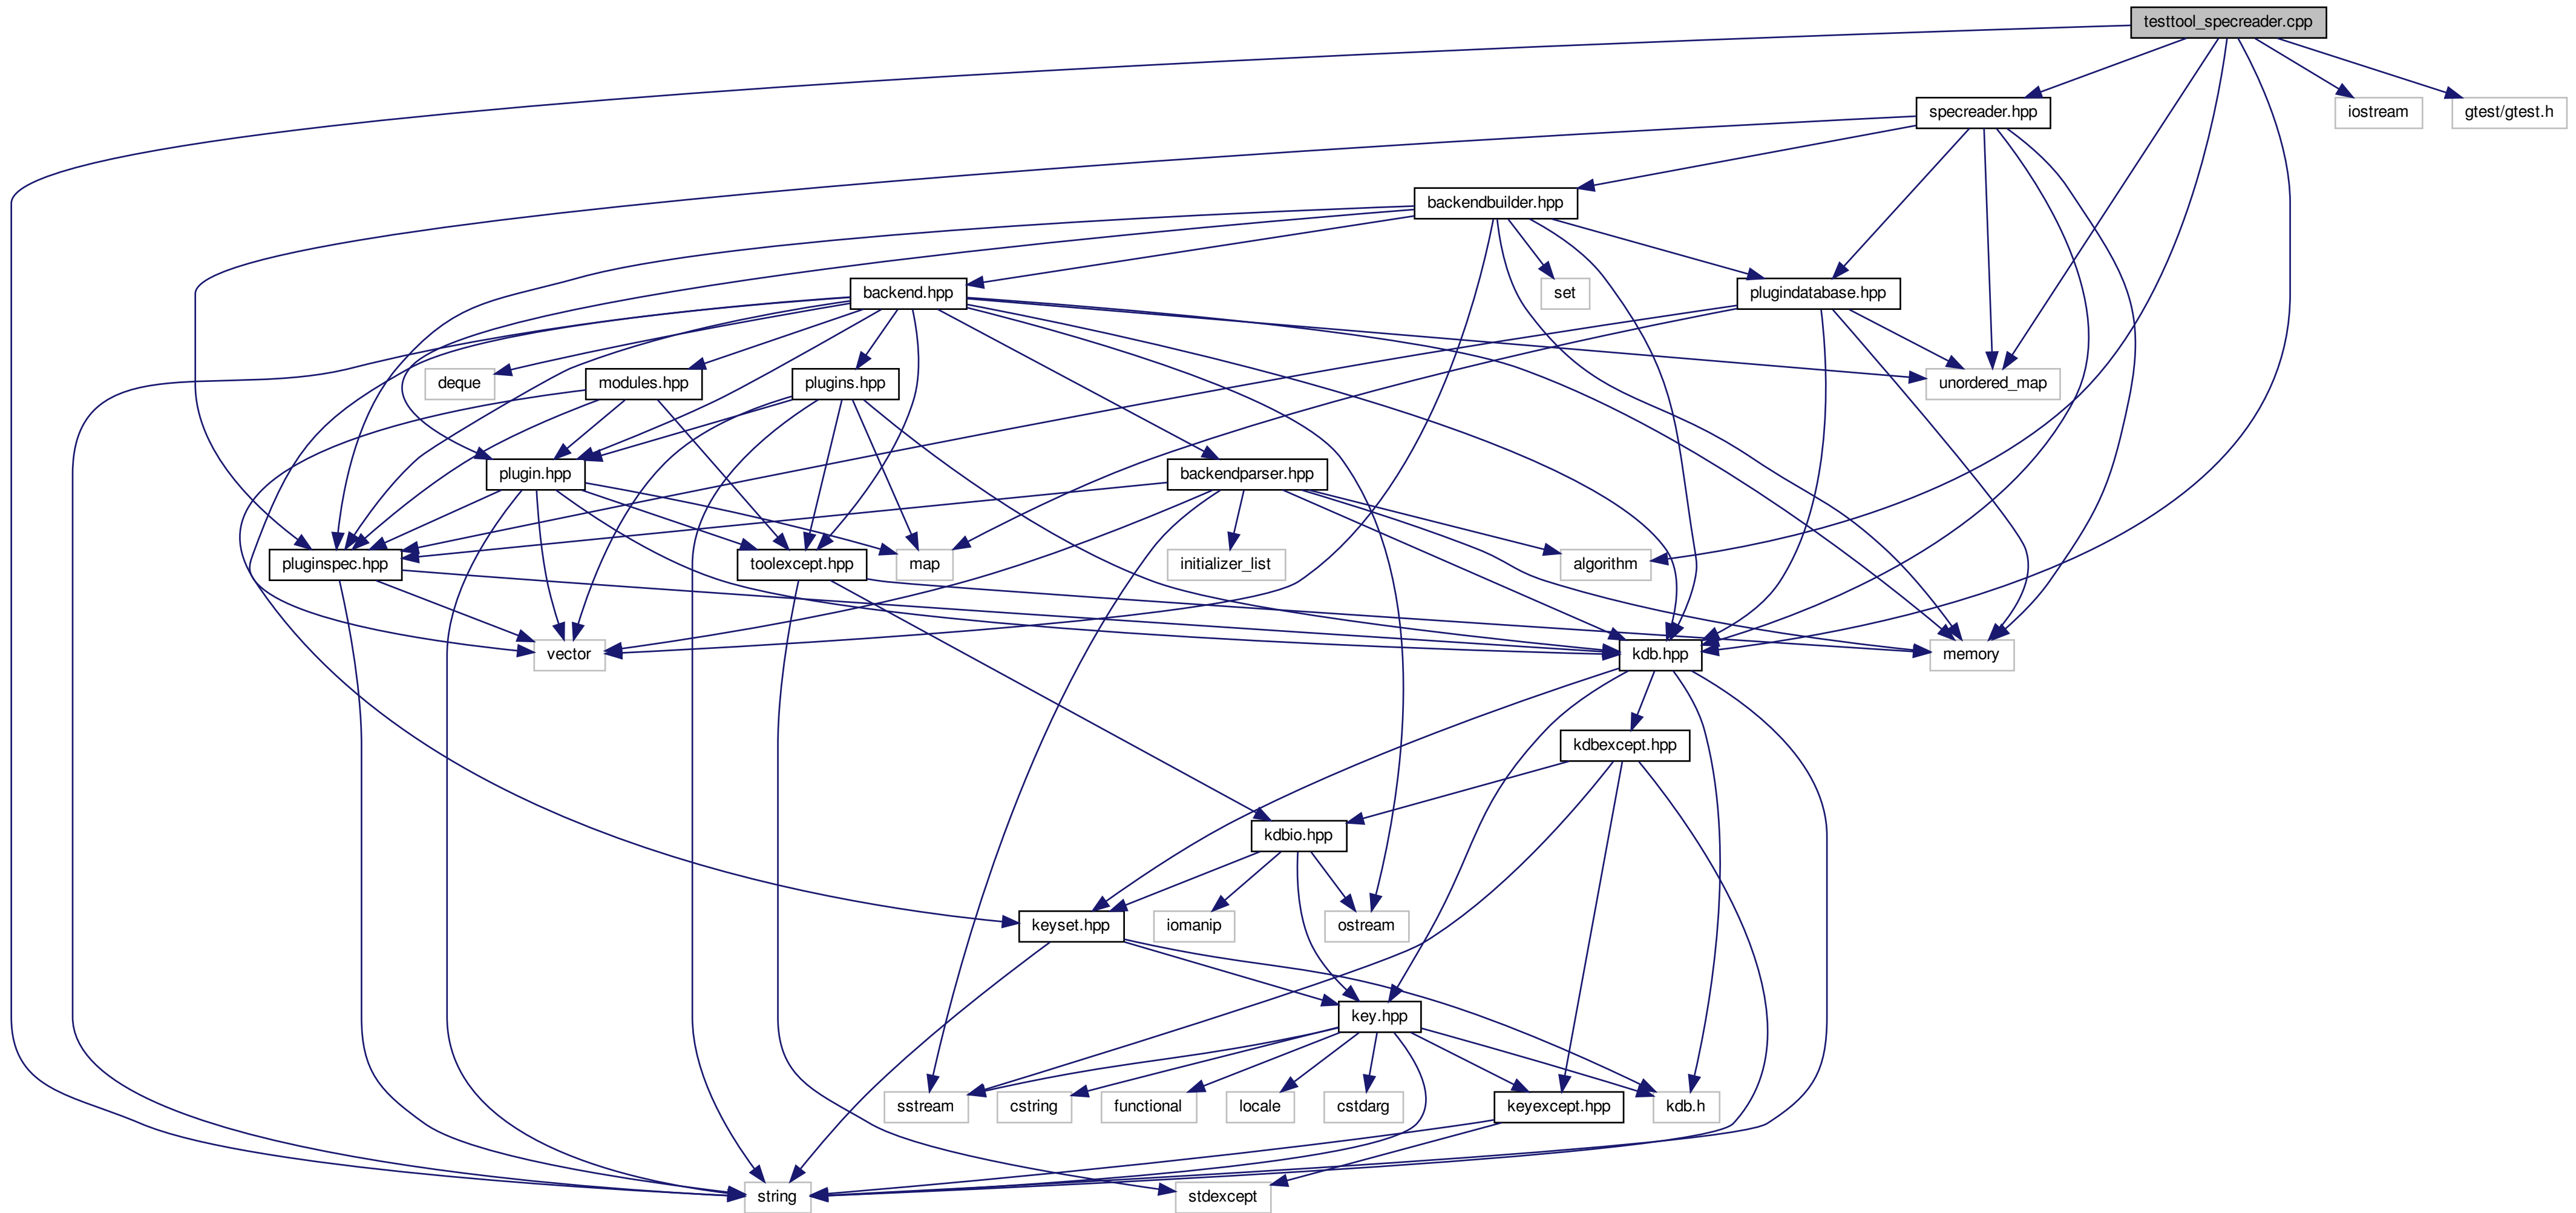 testtool_specreader.cpp
specreader.hpp
iostream
gtest/gtest.h
backendbuilder.hpp
backend.hpp
set
plugindatabase.hpp
deque
modules.hpp
plugins.hpp
unordered_map
plugin.hpp
backendparser.hpp
pluginspec.hpp
toolexcept.hpp
map
initializer_list
algorithm
vector
kdb.hpp
memory
kdbexcept.hpp
kdbio.hpp
keyset.hpp
iomanip
ostream
key.hpp
sstream
cstring
functional
locale
cstdarg
keyexcept.hpp
kdb.h
string
stdexcept